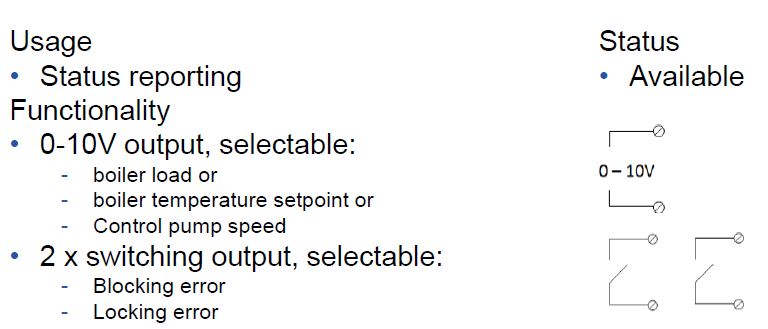 Usage
• Status reporting
Functionality
• 0-10V output, selectable:
- boiler load or
- boiler temperature setpoint or
- Control pump speed
• 2 x switching output, selectable:
- Blocking error
- Locking error
Status
• Available
0 – 10V